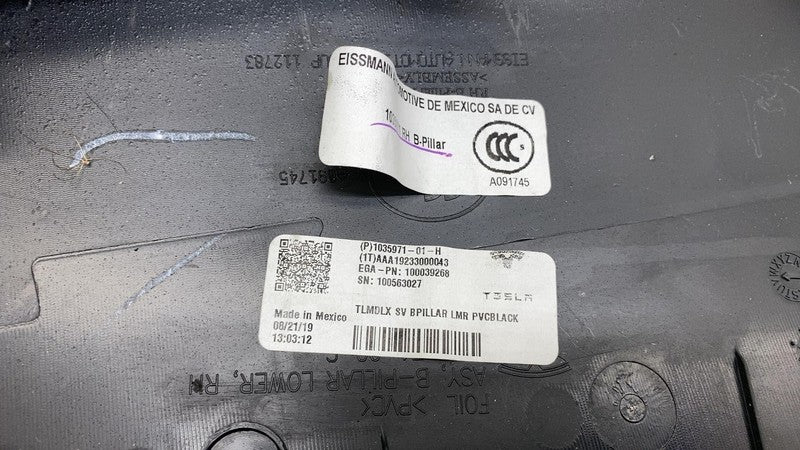 EISSMANN
MOTIVE DE MEXICO SA DE CV
RH B-Pillar
CCC S
A091745
(P)1035971-01-H
(1T)AAA19233000043
EGA-PN: 100039268
SN: 100563027
TESLA
Made in Mexico
08/21/19
13:03:12
TLMDLX SV BPILLAR LMR PVCBLACK
ASY, B-PILLAR LOWER, RH
FOIL >PVC<